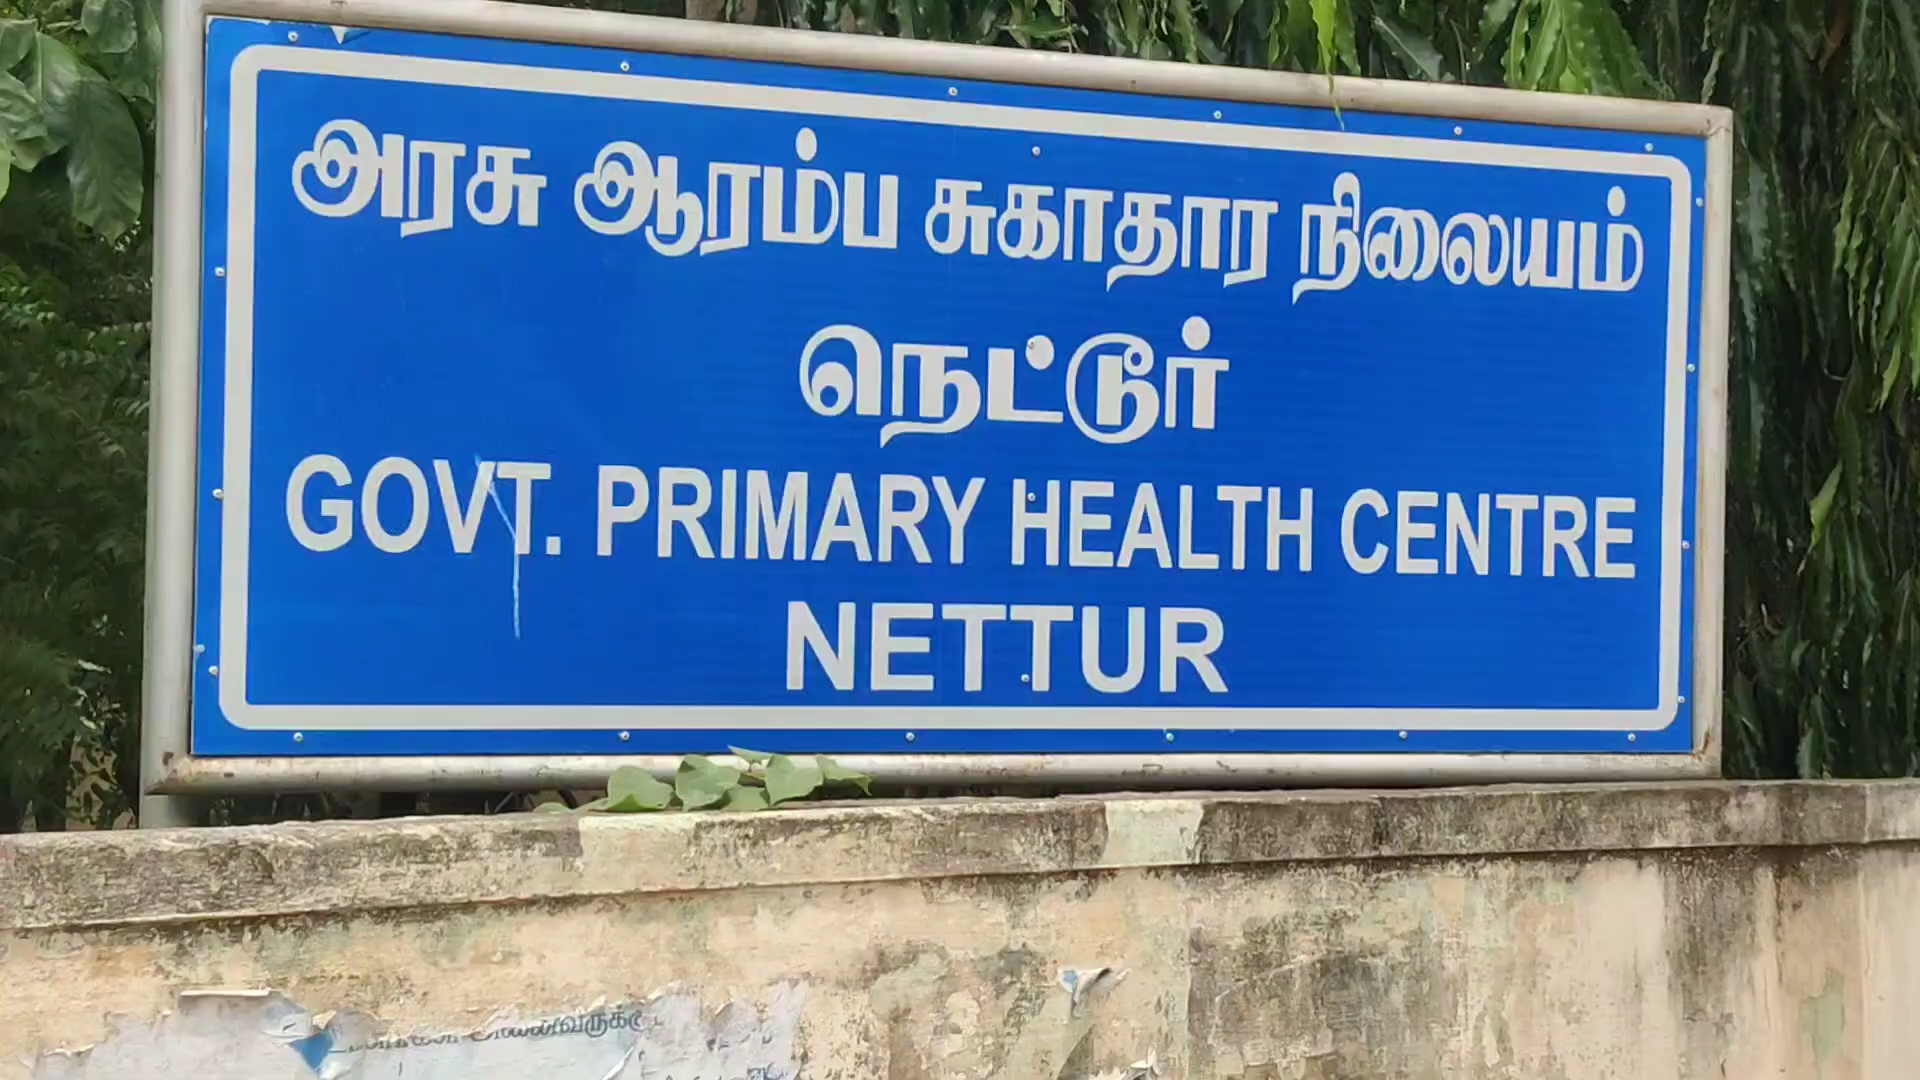 அரசு ஆரம்ப சுகாதார நிலையம்
நெட்டூர்
GOVT. PRIMARY HEALTH CENTRE
NETTUR